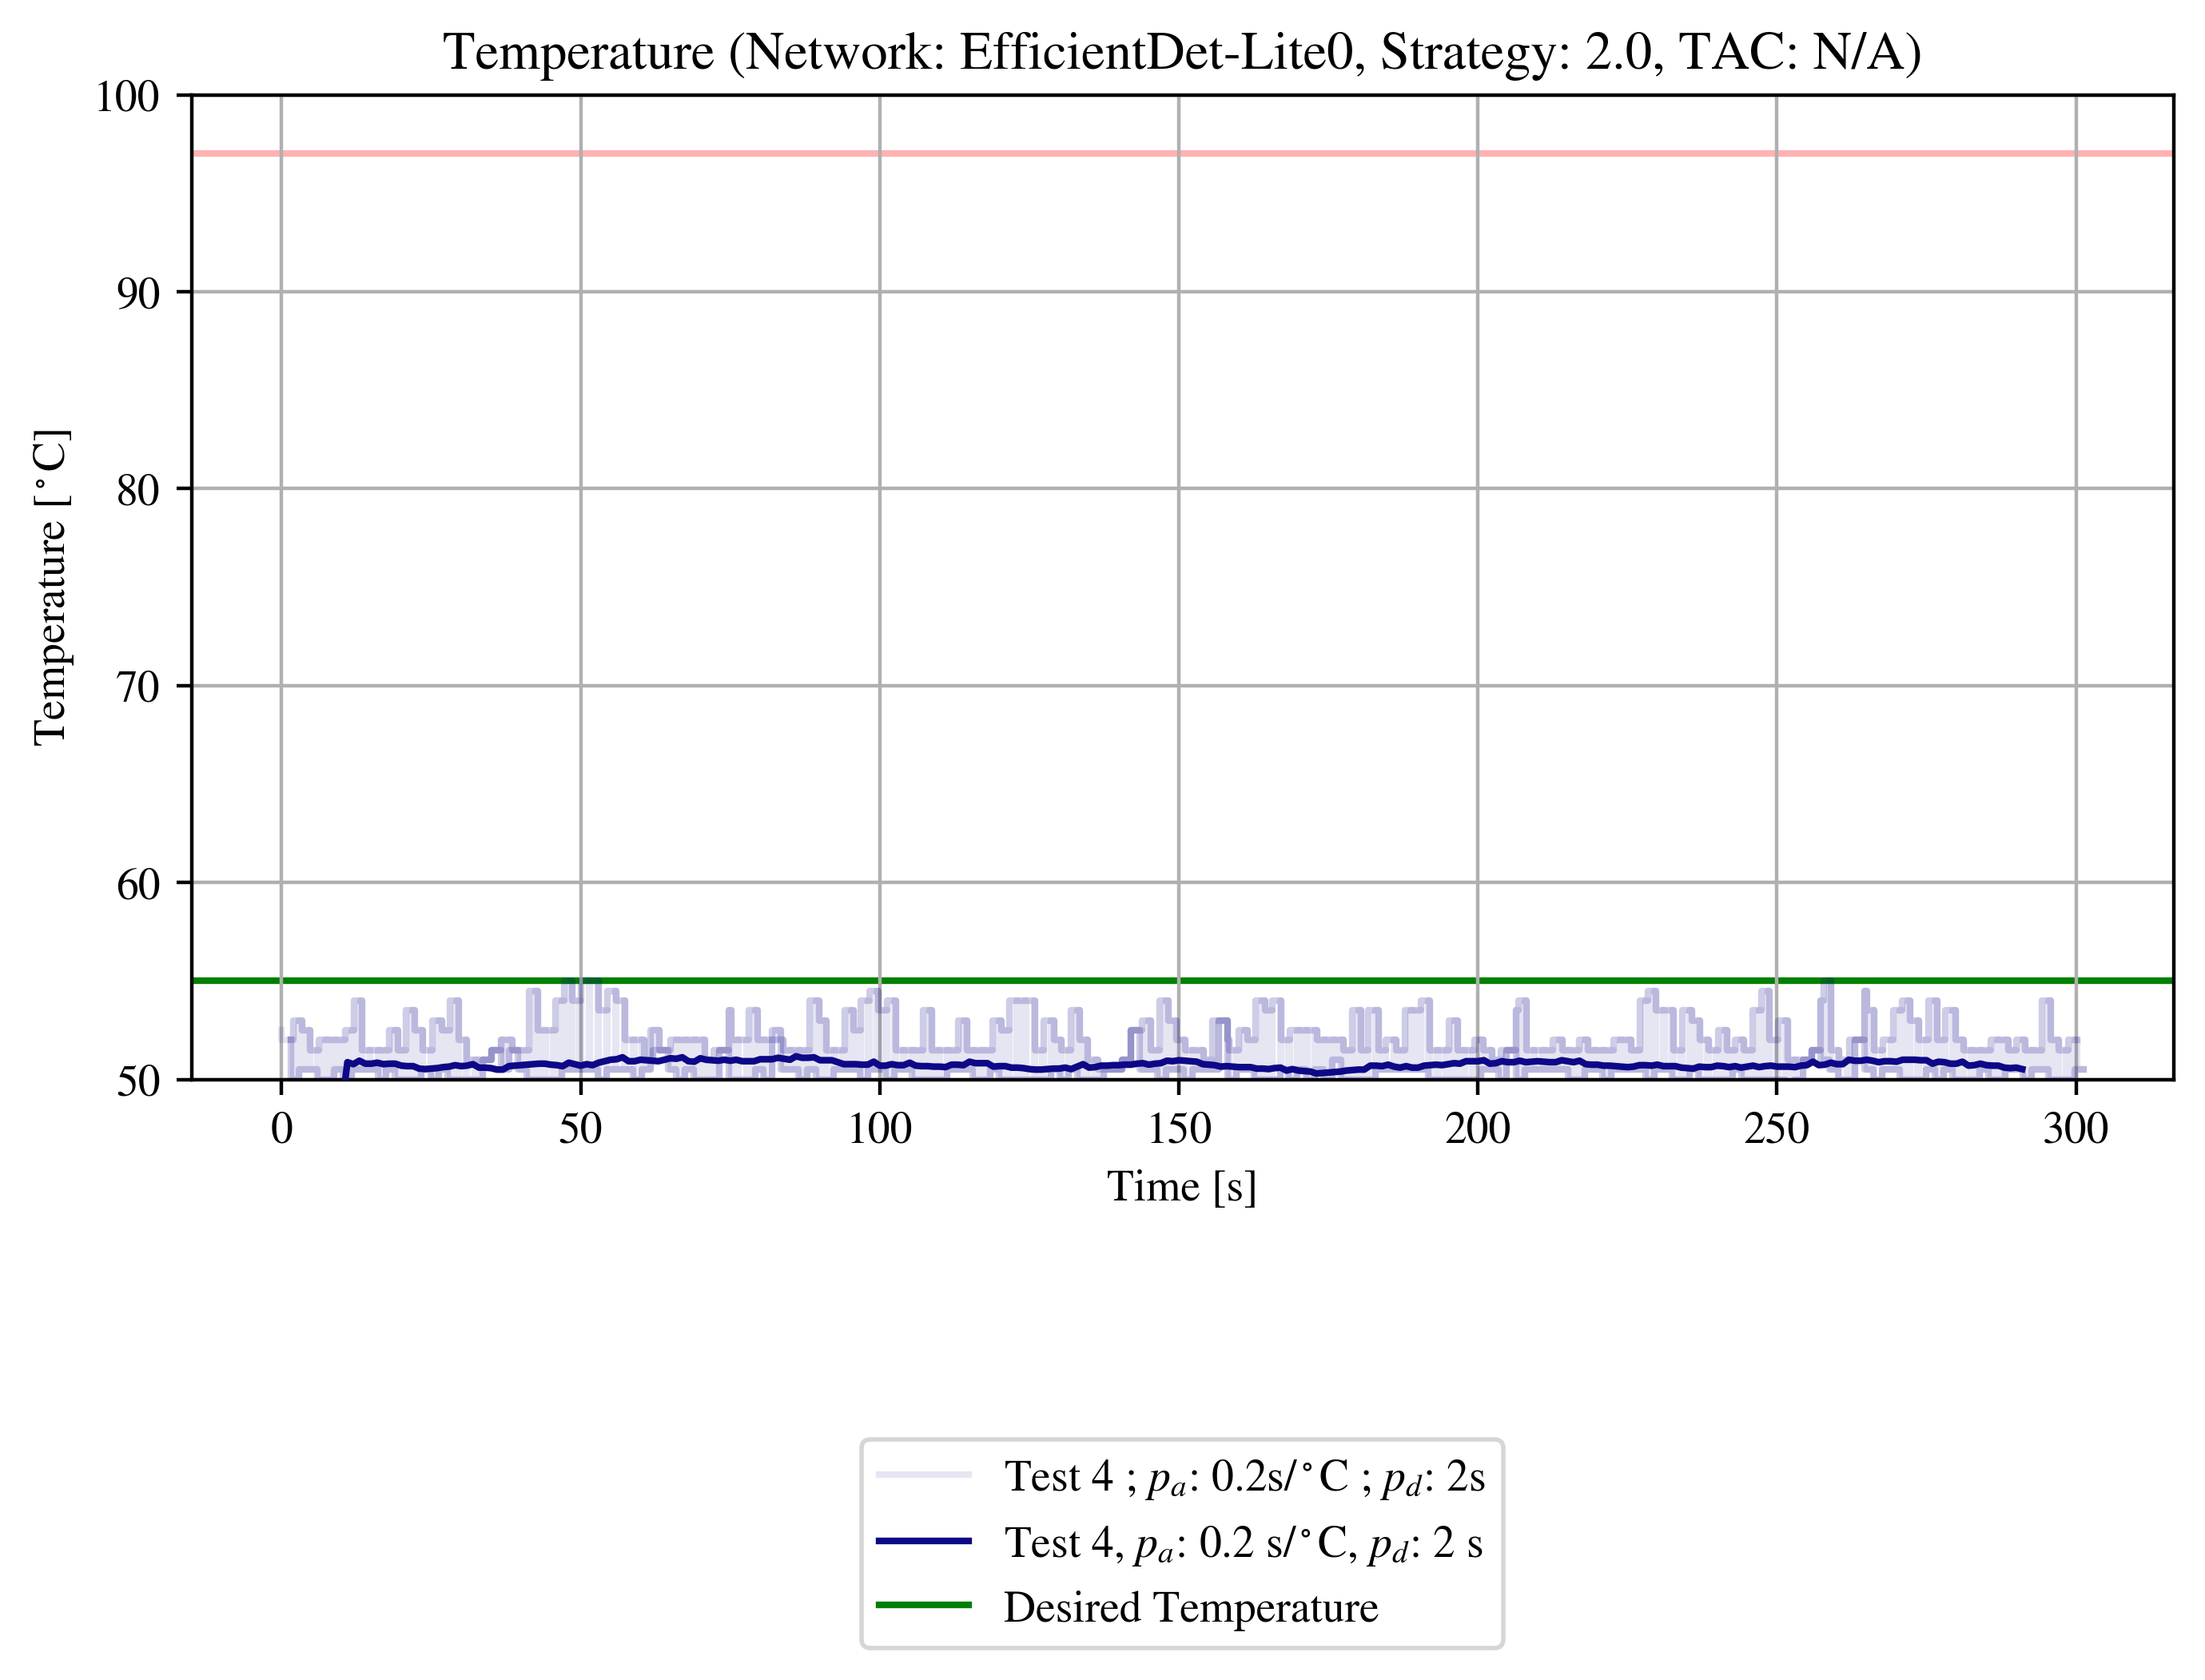 Temperature (Network: EfficientDet-Lite0, Strategy: 2.0, TAC: N/A)
100
90
80
70
60
50
Temperature [°C]
0 50 100 150 200 250 300
Time [s]
Test 4 ; pa: 0.2s/°C ; pd: 2s
Test 4, pa: 0.2 s/°C, pd: 2 s
Desired Temperature